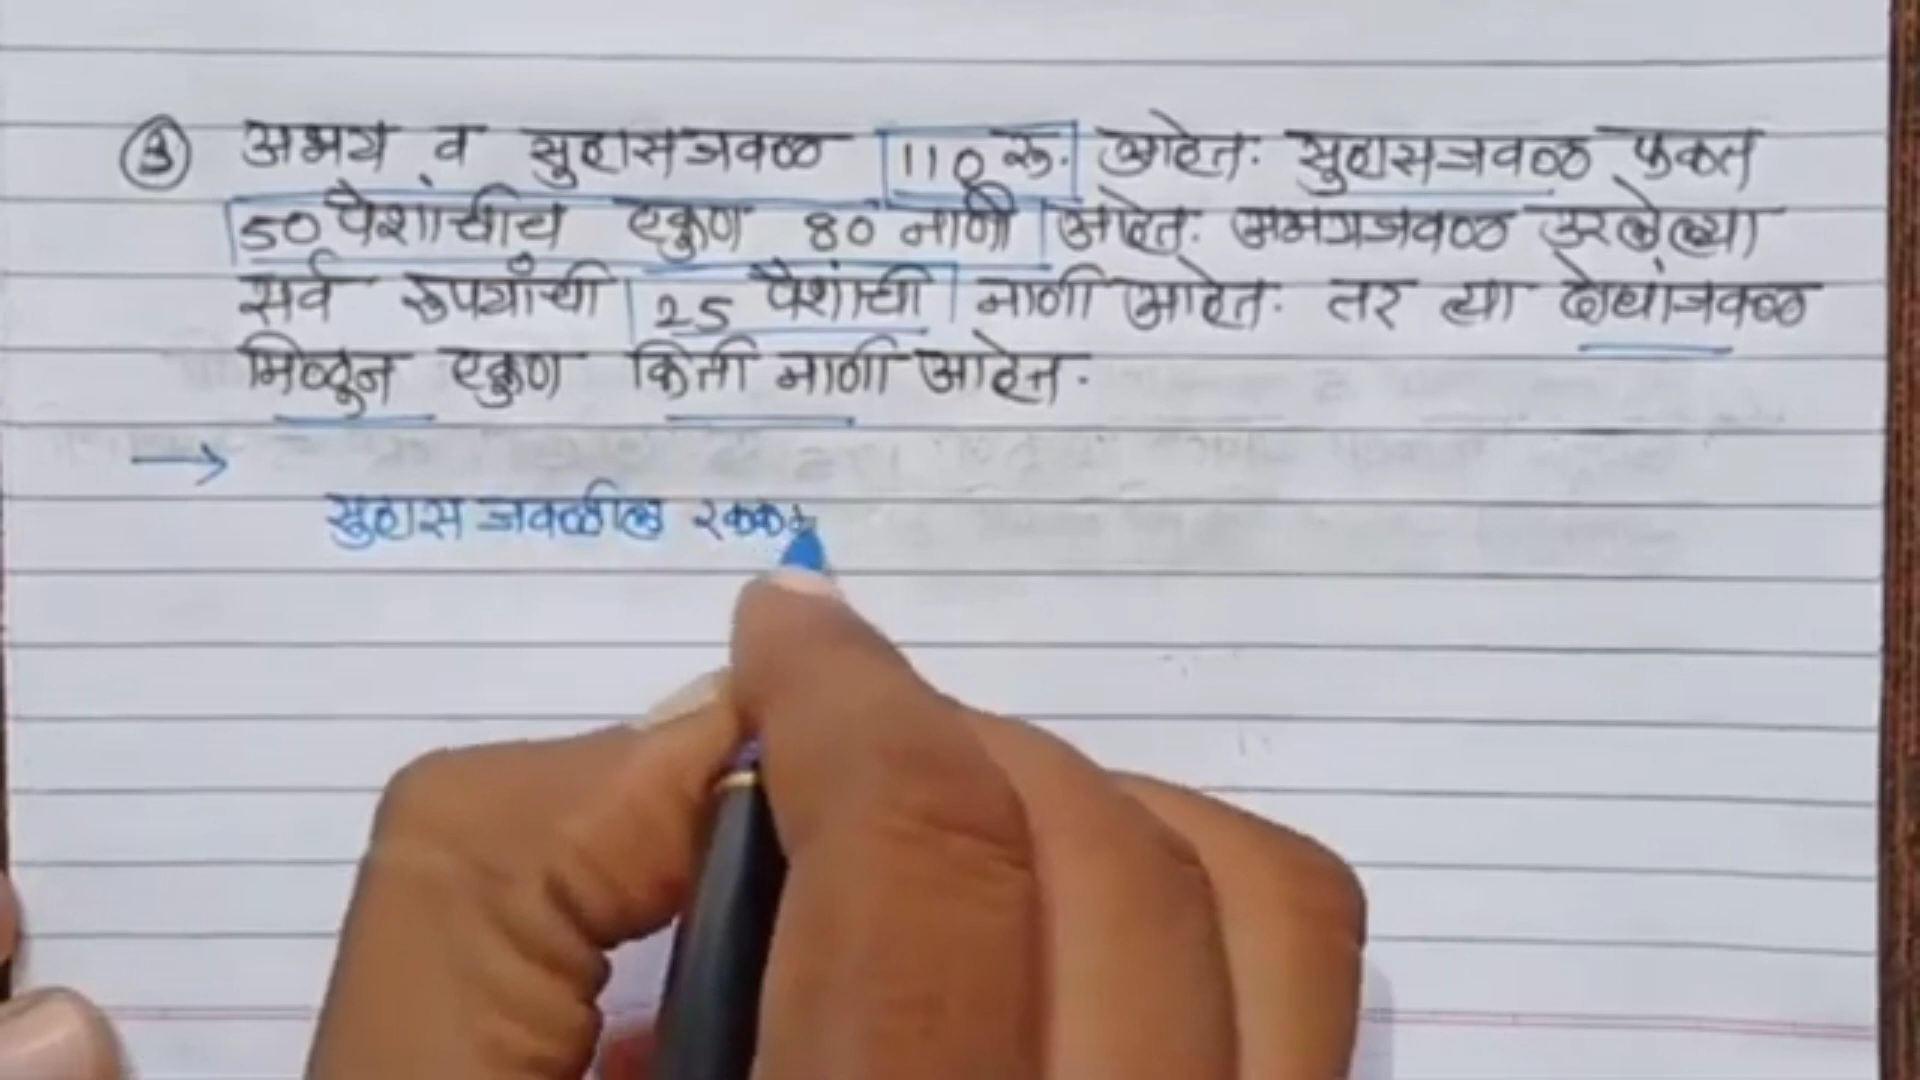 ③ अभय व सुहासजवळ 110 रु. आहेत. सुहासजवळ फक्त
50 पैशांचीच एकूण 80 नाणी आहेत. अभयजवळ उरलेल्या
सर्व रुपयांची 25 पैशांची नाणी आहेत. तर त्या दोघांजवळ
मिळून एकूण किती नाणी आहेत.
→
सुहास जवळील रक्कम